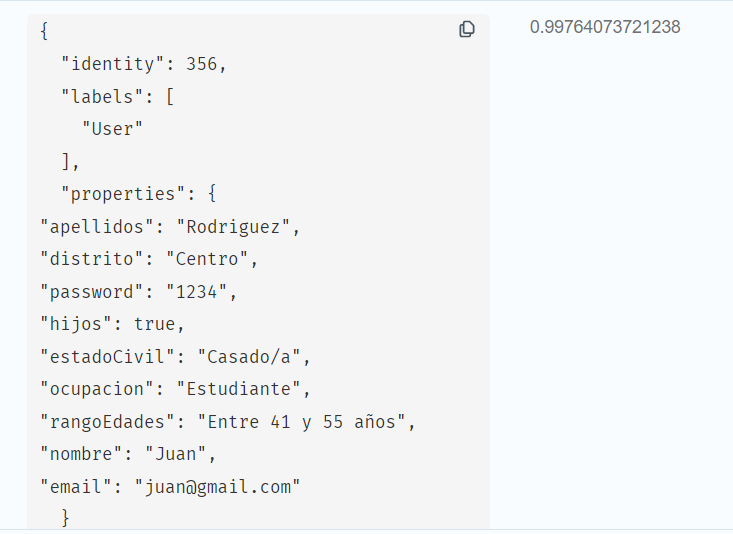 {
"identity": 356,
"labels": [
"User"
],
"properties": {
"apellidos": "Rodriguez",
"distrito": "Centro",
"password": "1234",
"hijos": true,
"estadoCivil": "Casado/a",
"ocupacion": "Estudiante",
"rangoEdades": "Entre 41 y 55 años",
"nombre": "Juan",
"email": "juan@gmail.com"
}
0.99764073721238